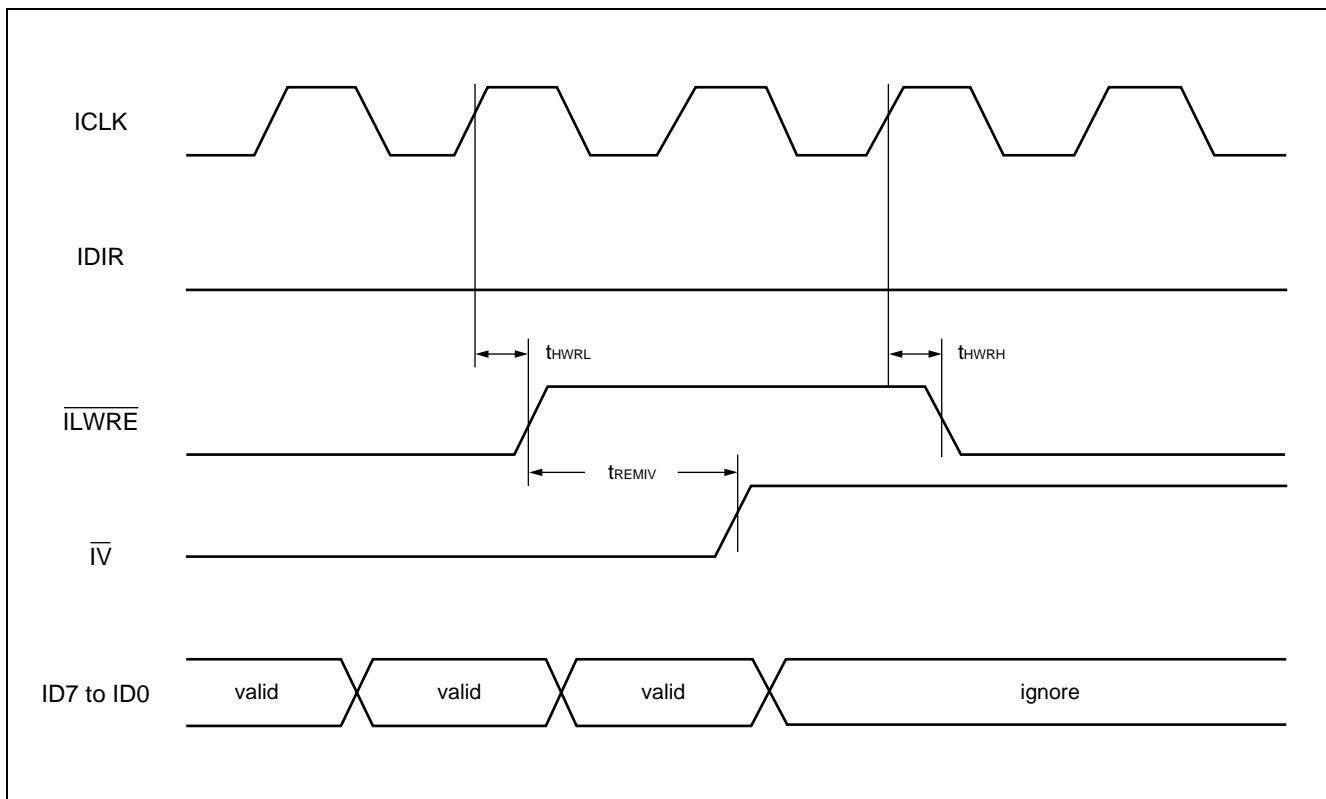 ICLK
IDIR
tHWRL
tHWRH
ILWRE
tREMIV
IV
ID7 to ID0 valid valid valid ignore